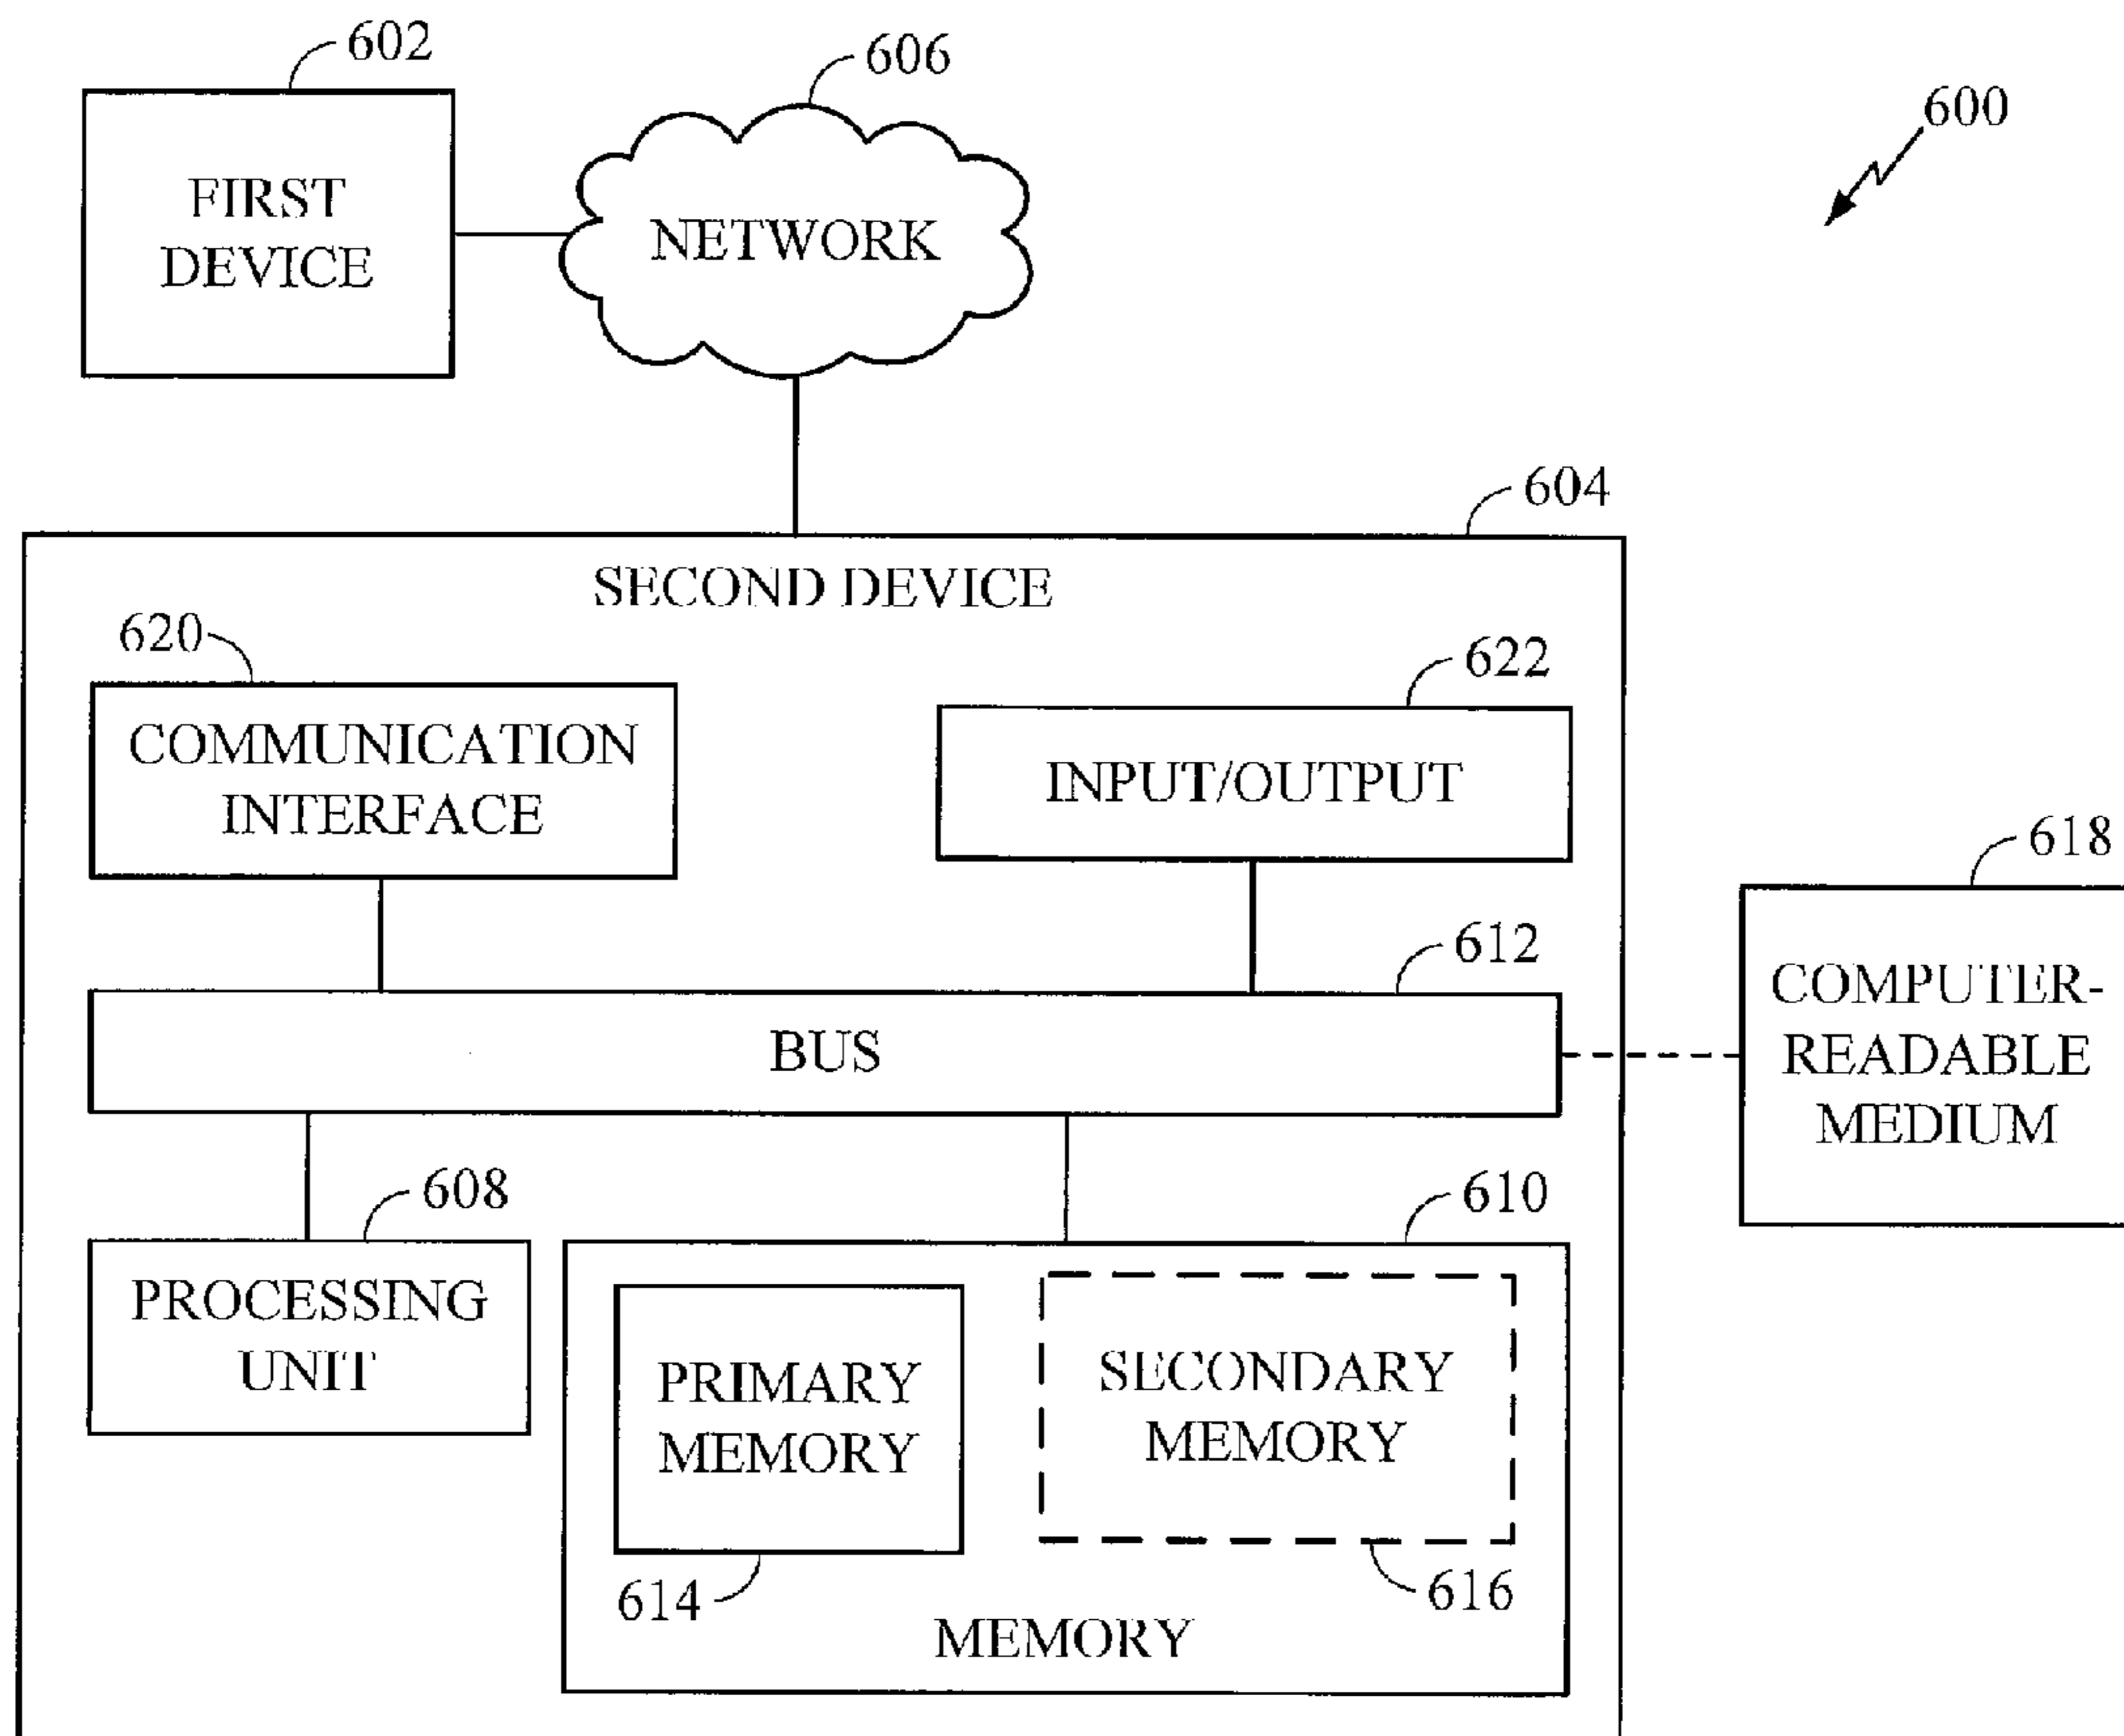 602
606
600
FIRST
DEVICE
NETWORK
604
SECOND DEVICE
620
622
COMMUNICATION
INTERFACE
INPUT/OUTPUT
618
612
COMPUTER-
READABLE
MEDIUM
BUS
608
610
PROCESSING
UNIT
PRIMARY
MEMORY
SECONDARY
MEMORY
614
616
MEMORY